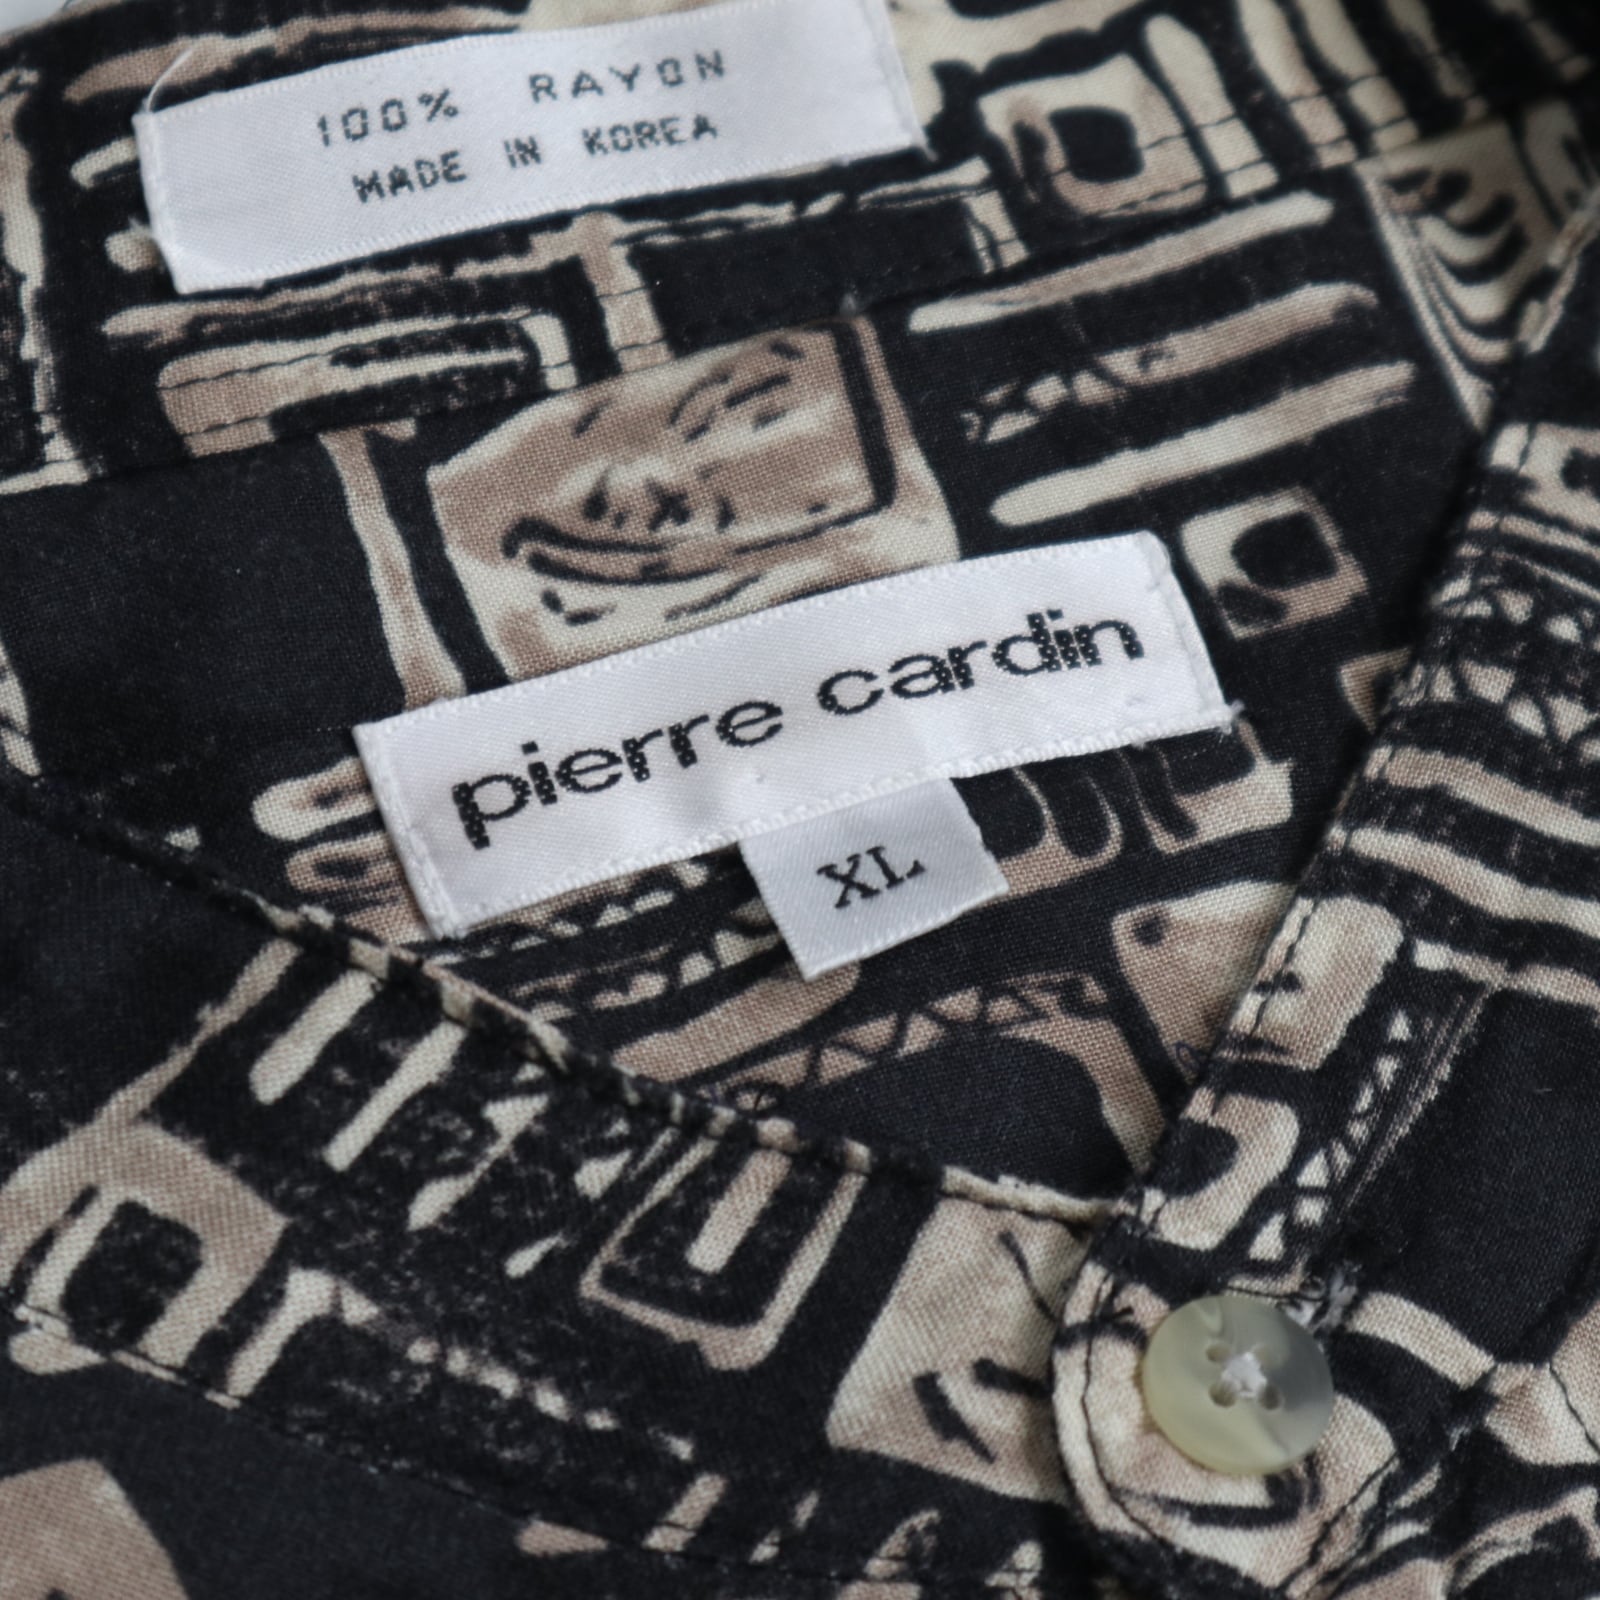 100% RAYON
MADE IN KOREA
pierre cardin
XL